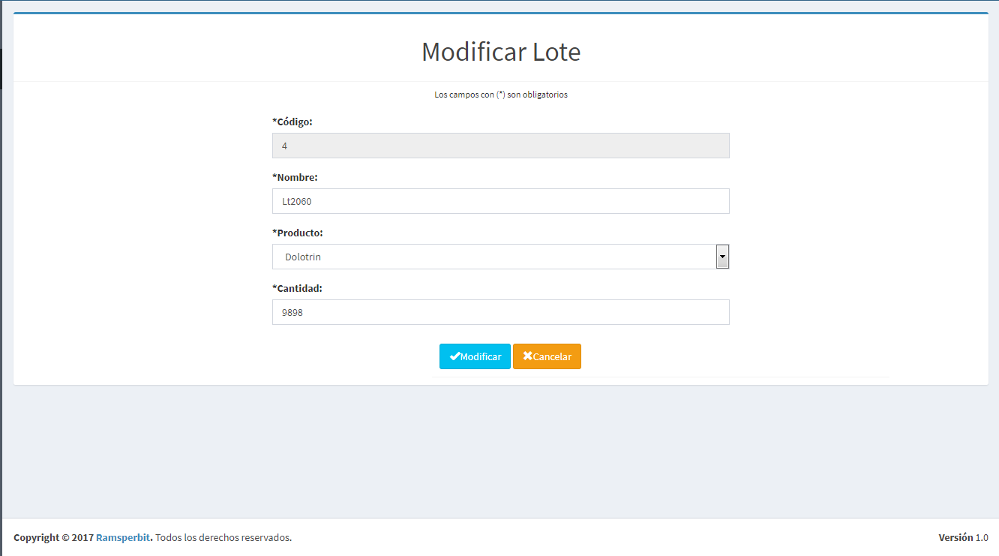 Modificar Lote
Los campos con (*) son obligatorios
*Código:
4
*Nombre:
Lt2060
*Producto:
Dolotrin
*Cantidad:
9898
Modificar Cancelar
Copyright © 2017 Ramsperbit. Todos los derechos reservados. Versión 1.0